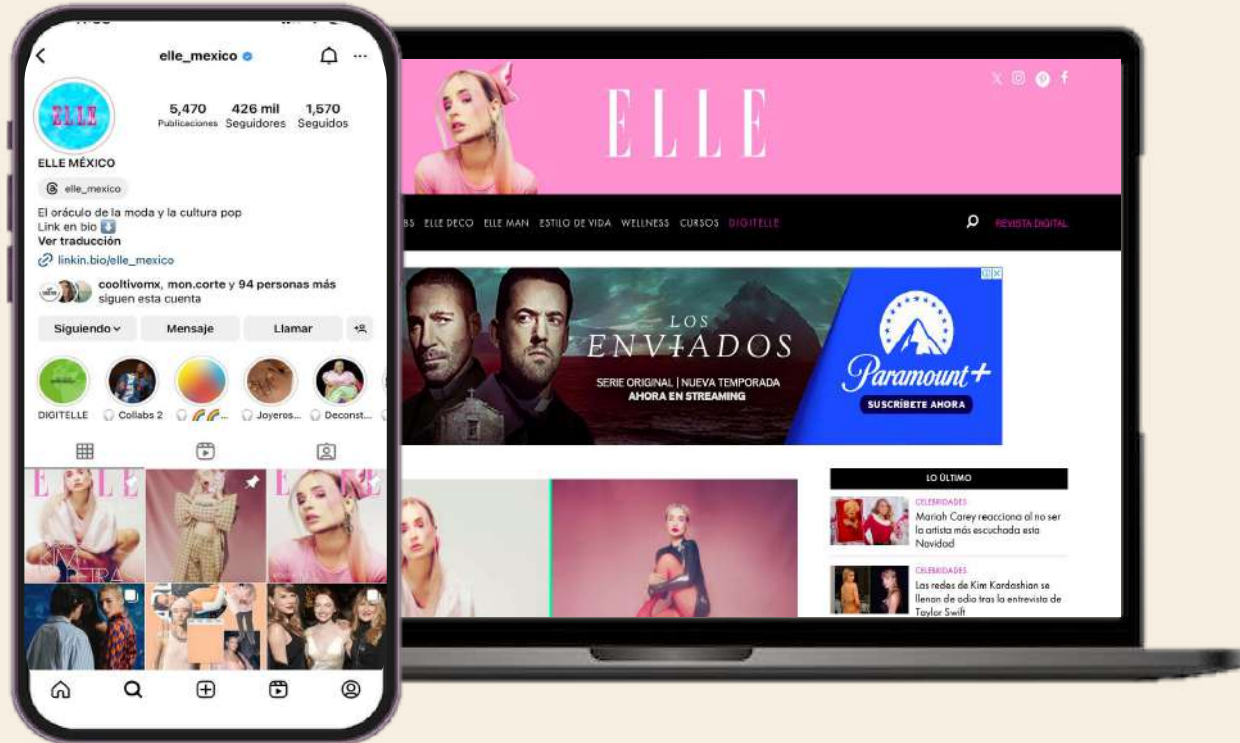 elle_mexico
ELLE
5,470 426 mil 1,570
Publicaciones Seguidores Seguidos
ELLE MÉXICO
elle_mexico
El oráculo de la moda y la cultura pop
Link en bio
Ver traducción
linkin.bio/elle_mexico
cooltivomx, mon.corte y 94 personas más
siguen esta cuenta
Siguiendo Mensaje Llamar
DIGITELLE Collabs 2 Joyeros... Deconst...
ELLE
KIM
PETRA
ELLE
ELLE DECO ELLE MAN ESTILO DE VIDA WELLNESS CURSOS DIGITELLE
REVISTA DIGITAL
LOS
ENVIADOS
SERIE ORIGINAL | NUEVA TEMPORADA
AHORA EN STREAMING
Paramount+
SUSCRÍBETE AHORA
LO ÚLTIMO
CELEBRIDADES
Mariah Carey reacciona al no ser
la artista más escuchada esta
Navidad
CELEBRIDADES
Las redes de Kim Kardashian se
llenan de odio tras la entrevista de
Taylor Swift